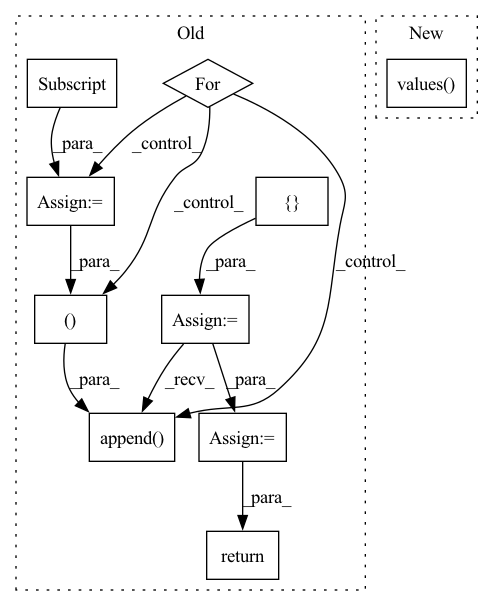 Old
New
Subscript
For
values()
_para_
_control_
Assign:=
_control_
{}
_para_
_para_
_control_
()
Assign:=
_para_
_recv_
_para_
append()
Assign:=
_para_
return